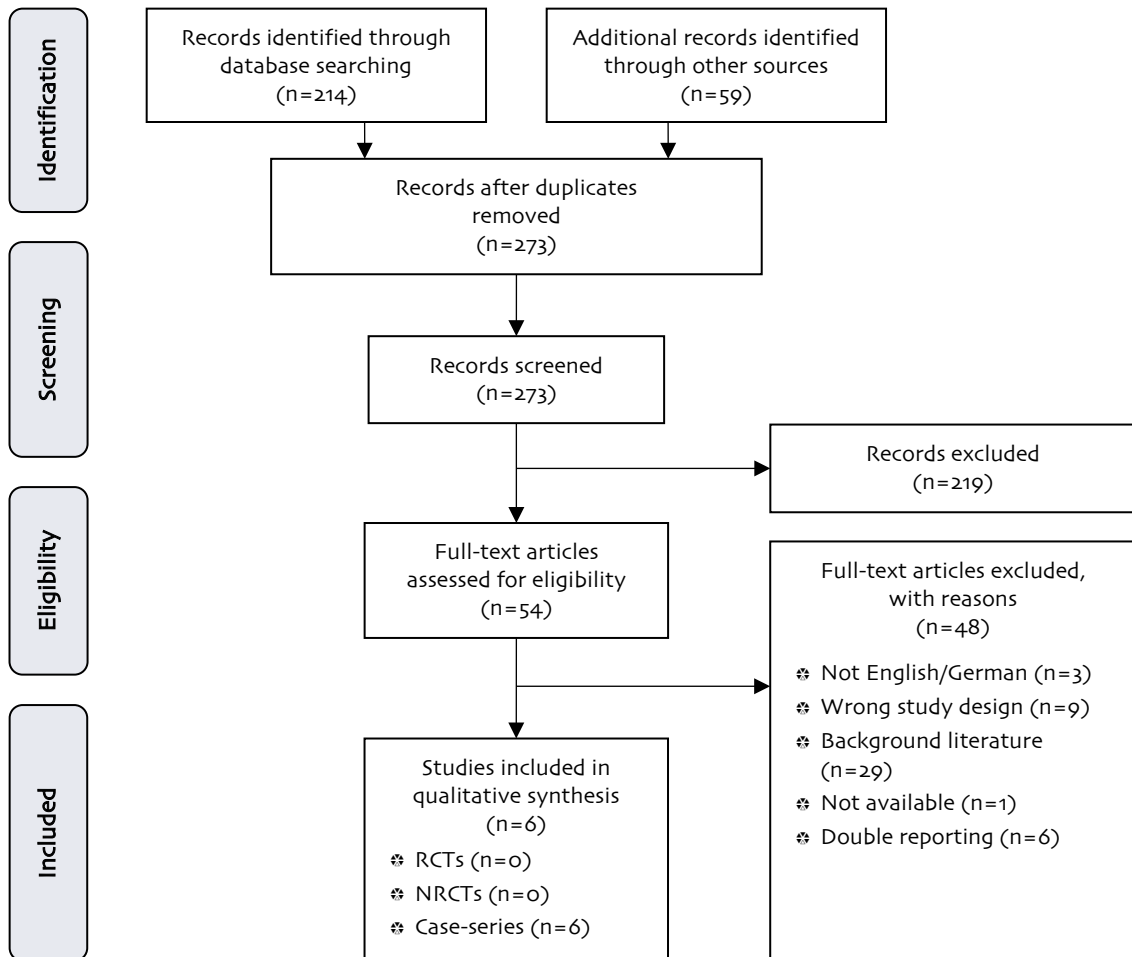 Identification
Records identified through
database searching
(n=214)
Additional records identified
through other sources
(n=59)
Records after duplicates
removed
(n=273)
Screening
Records screened
(n=273)
Records excluded
(n=219)
Eligibility
Full-text articles
assessed for eligibility
(n=54)
Full-text articles excluded,
with reasons
(n=48)
Not English/German (n=3)
Wrong study design (n=9)
Background literature
(n=29)
Not available (n=1)
Double reporting (n=6)
Included
Studies included in
qualitative synthesis
(n=6)
RCTs (n=0)
NRCTs (n=0)
Case-series (n=6)